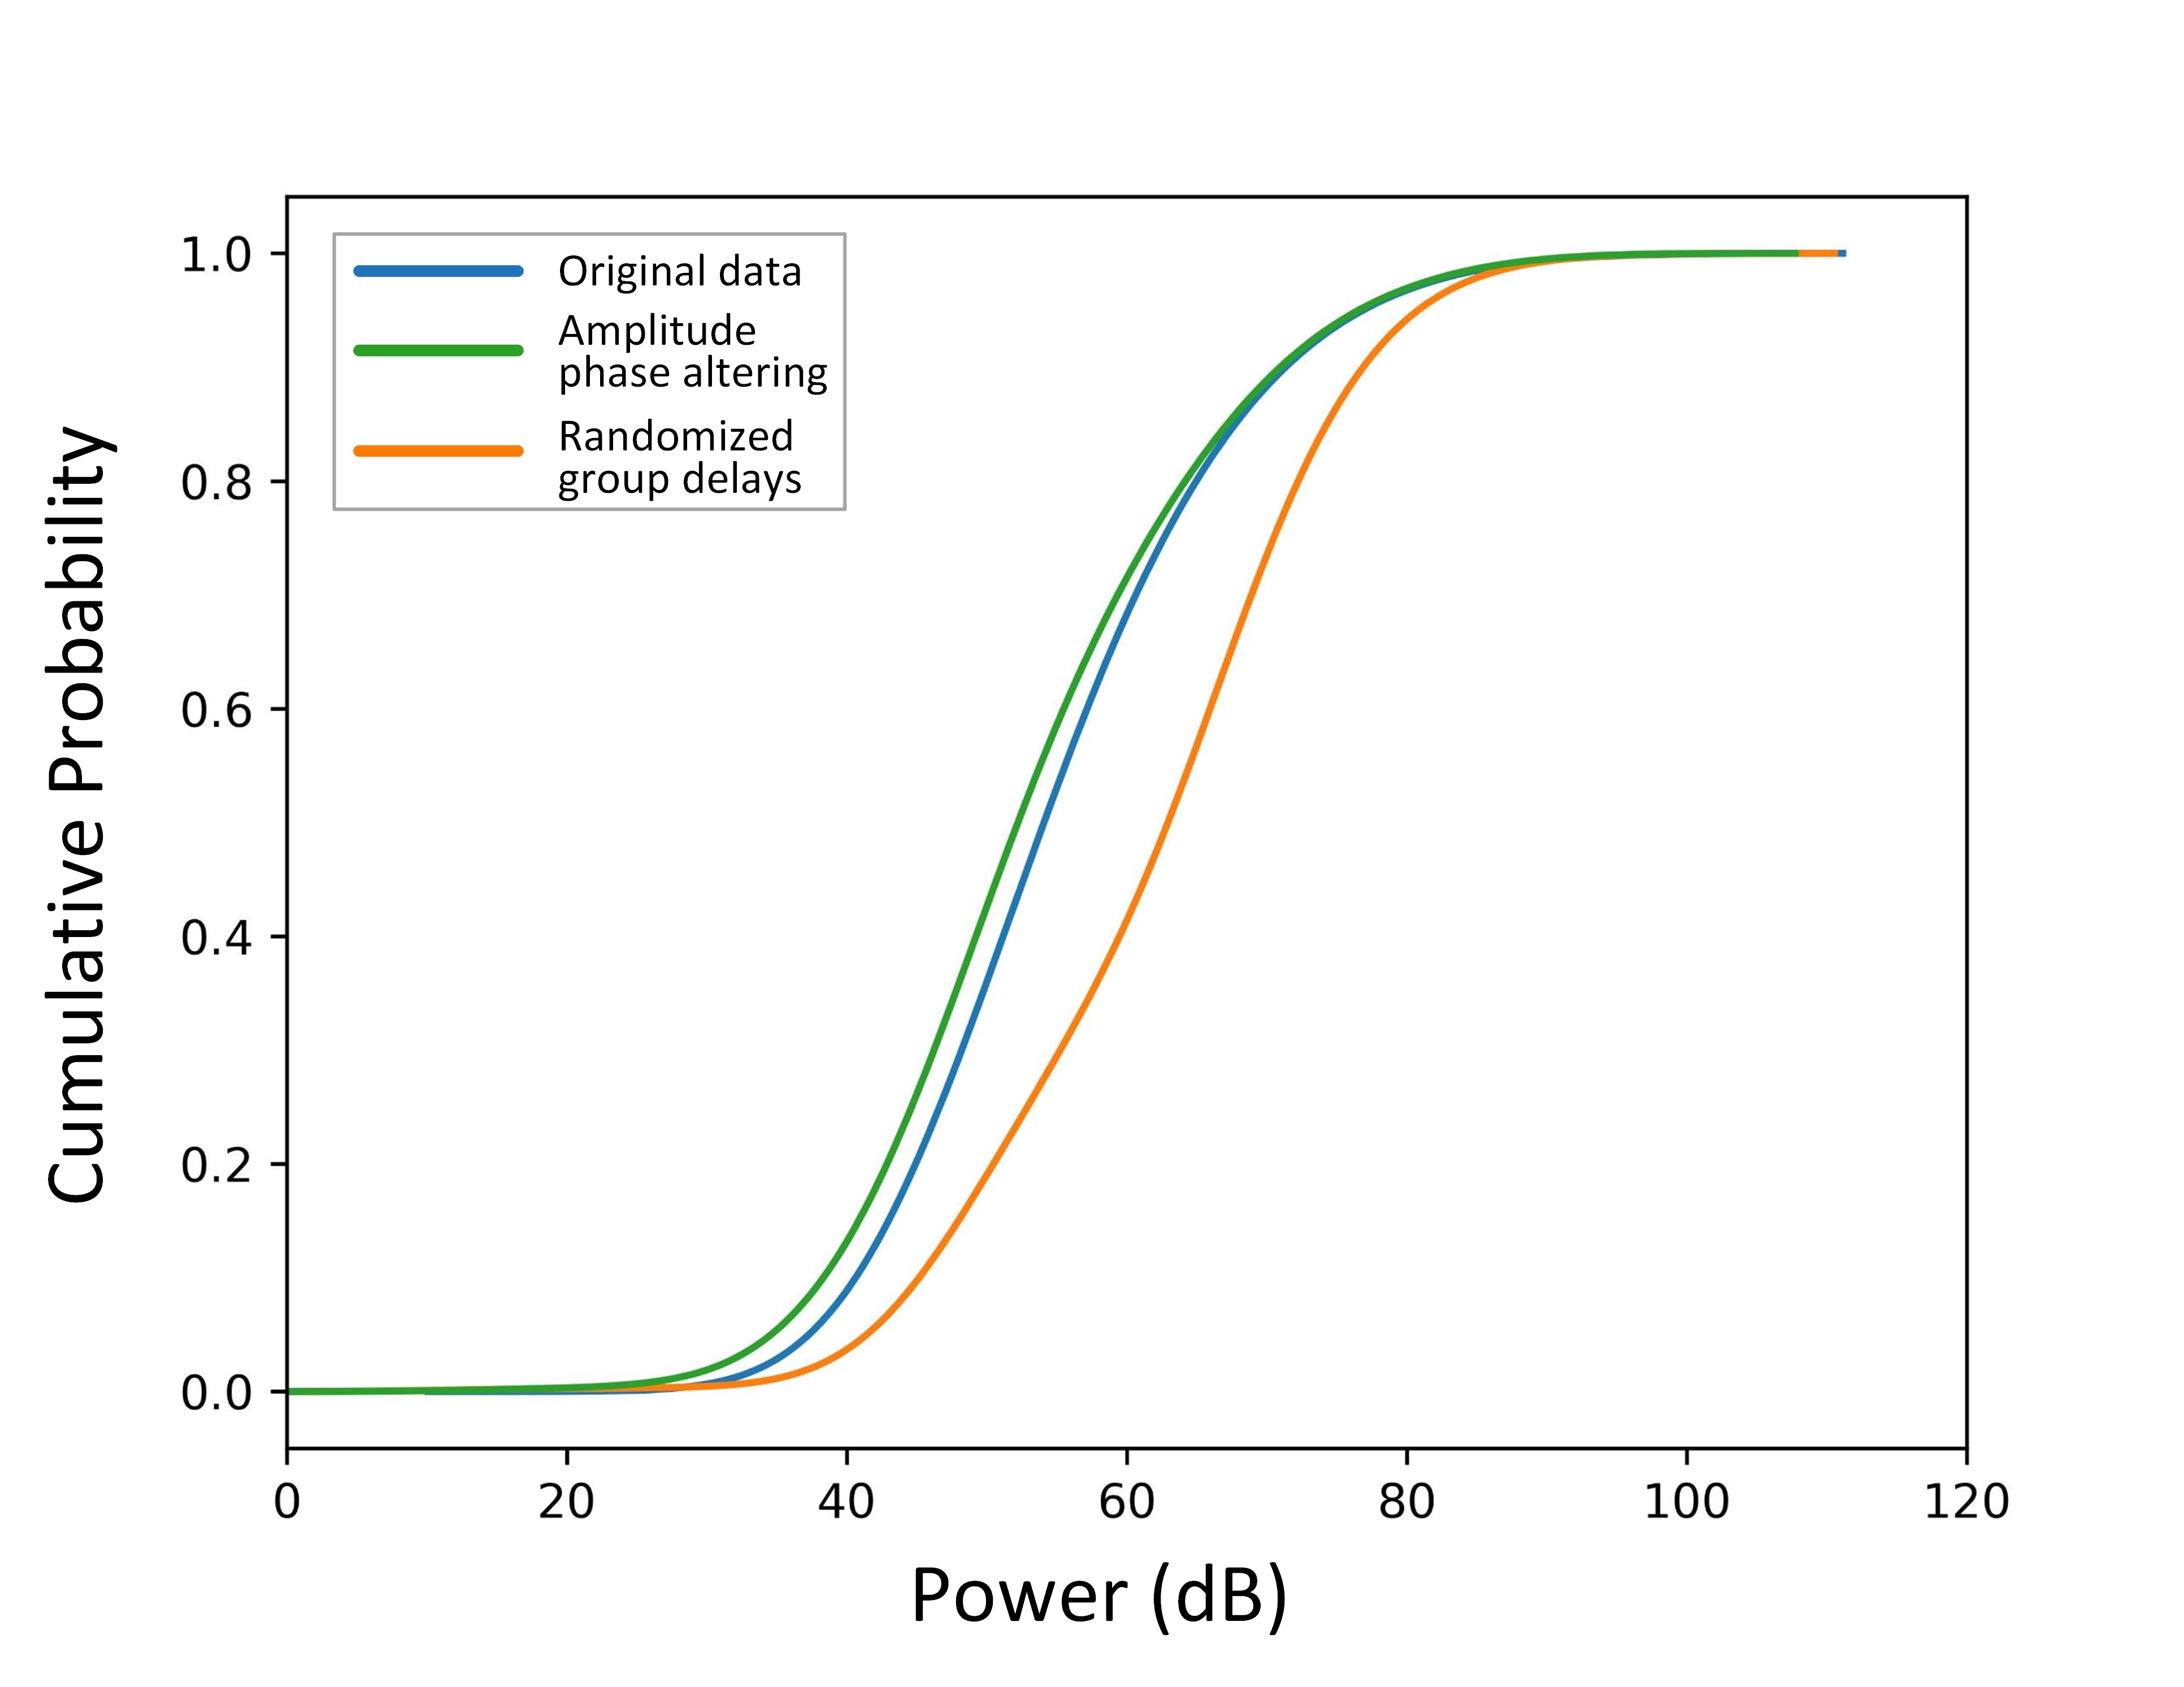 1.0
0.8
0.6
0.4
0.2
0.0
Cumulative Probability
Original data
Amplitude
phase altering
Randomized
group delays
0 20 40 60 80 100 120
Power (dB)